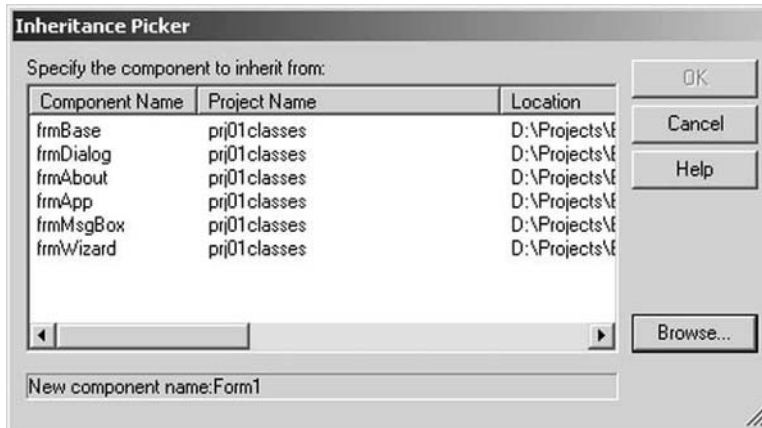 Inheritance Picker
Specify the component to inherit from:
OK
Component Name Project Name Location
Cancel
frmBase prj01classes D:\Projects\E
frmDialog prj01classes D:\Projects\E
Help
frmAbout prj01classes D:\Projects\E
frmApp prj01classes D:\Projects\E
frmMsgBox prj01classes D:\Projects\E
frmWizard prj01classes D:\Projects\E
Browse...
New component name:Form1